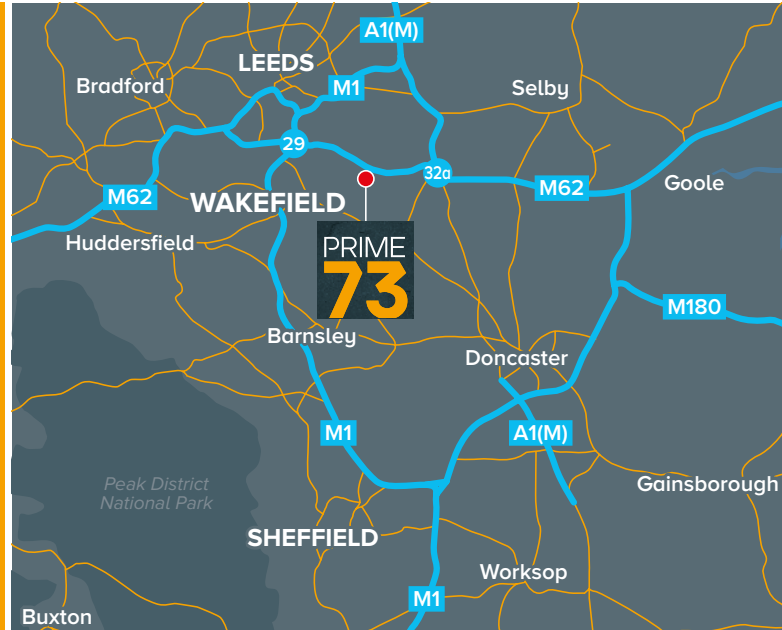 A1(M)
LEEDS
Bradford
M1
Selby
29
32a
M62
M62
Goole
WAKEFIELD
Huddersfield
PRIME
73
M180
Barnsley
Doncaster
M1
A1(M)
Peak District
National Park
Gainsborough
SHEFFIELD
Worksop
M1
Buxton